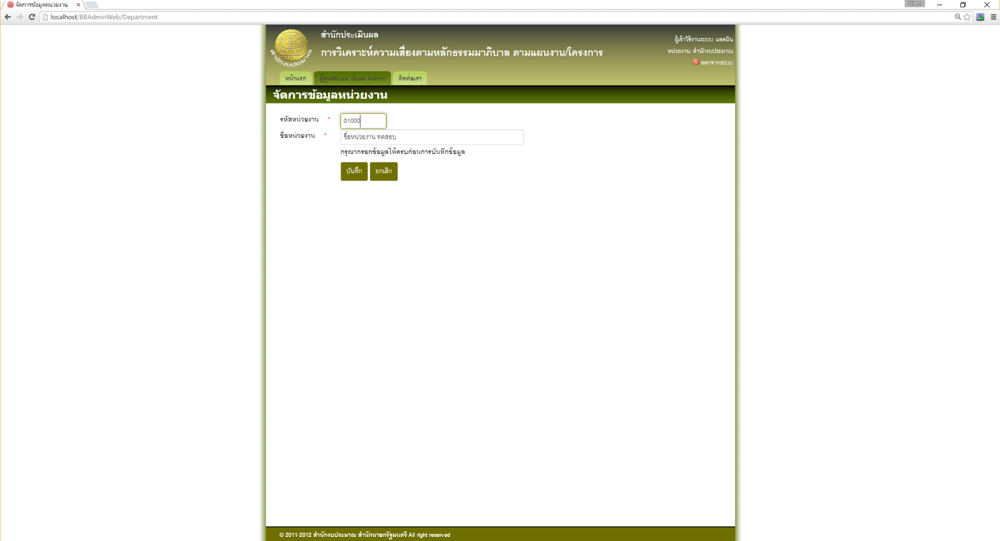 จัดการข้อมูลหน่วยงาน
Nipon
localhost/BBAdminWeb/Department
สำนักงบประมาณ
สำนักประเมินผล
การวิเคราะห์ความเสี่ยงตามหลักธรรมมาภิบาล ตามแผนงาน/โครงการ
ผู้เข้าใช้งานระบบ: แอดมิน
หน่วยงาน: สำนักงบประมาณ
ออกจากระบบ
หน้าแรก ผู้ดูแลระบบ (Super Admin) ติดต่อเรา
จัดการข้อมูลหน่วยงาน
รหัสหน่วยงาน * 01000
ชื่อหน่วยงาน * ชื่อหน่วยงาน ทดสอบ
กรุณากรอกข้อมูลให้ครบก่อนการบันทึกข้อมูล
บันทึก ยกเลิก
© 2011-2012 สำนักงบประมาณ สำนักนายกรัฐมนตรี All right reserved